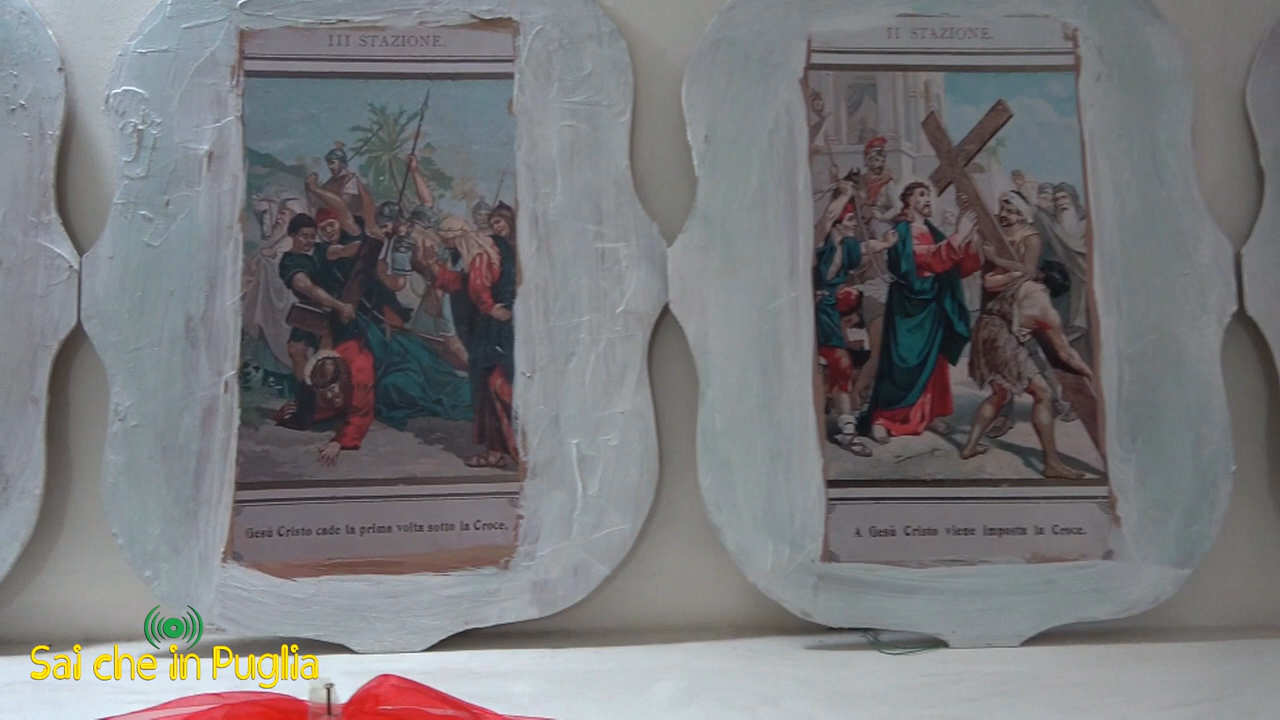 III STAZIONE.
Gesù Cristo cade la prima volta sotto la Croce.
II STAZIONE.
A Gesù Cristo viene imposta la Croce.
Sai che in Puglia